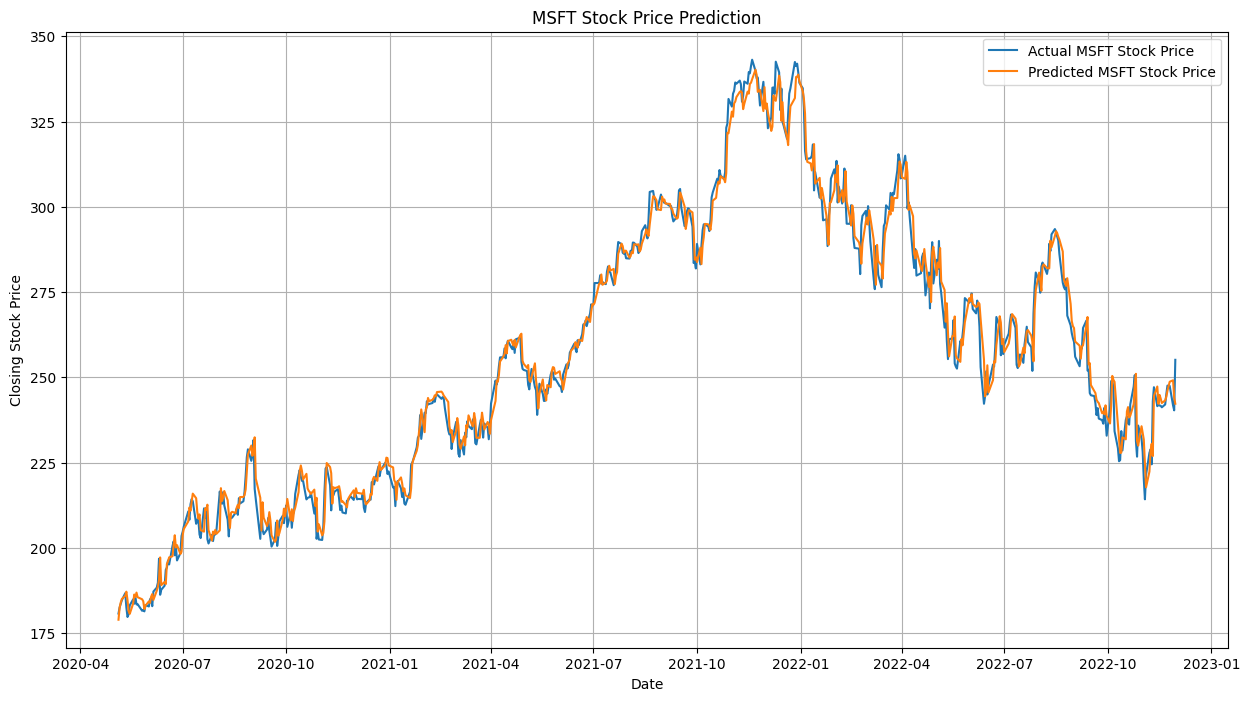 MSFT Stock Price Prediction
350
325
300
275
250
225
200
175
Closing Stock Price
Actual MSFT Stock Price
Predicted MSFT Stock Price
2020-04 2020-07 2020-10 2021-01 2021-04 2021-07 2021-10 2022-01 2022-04 2022-07 2022-10 2023-01
Date